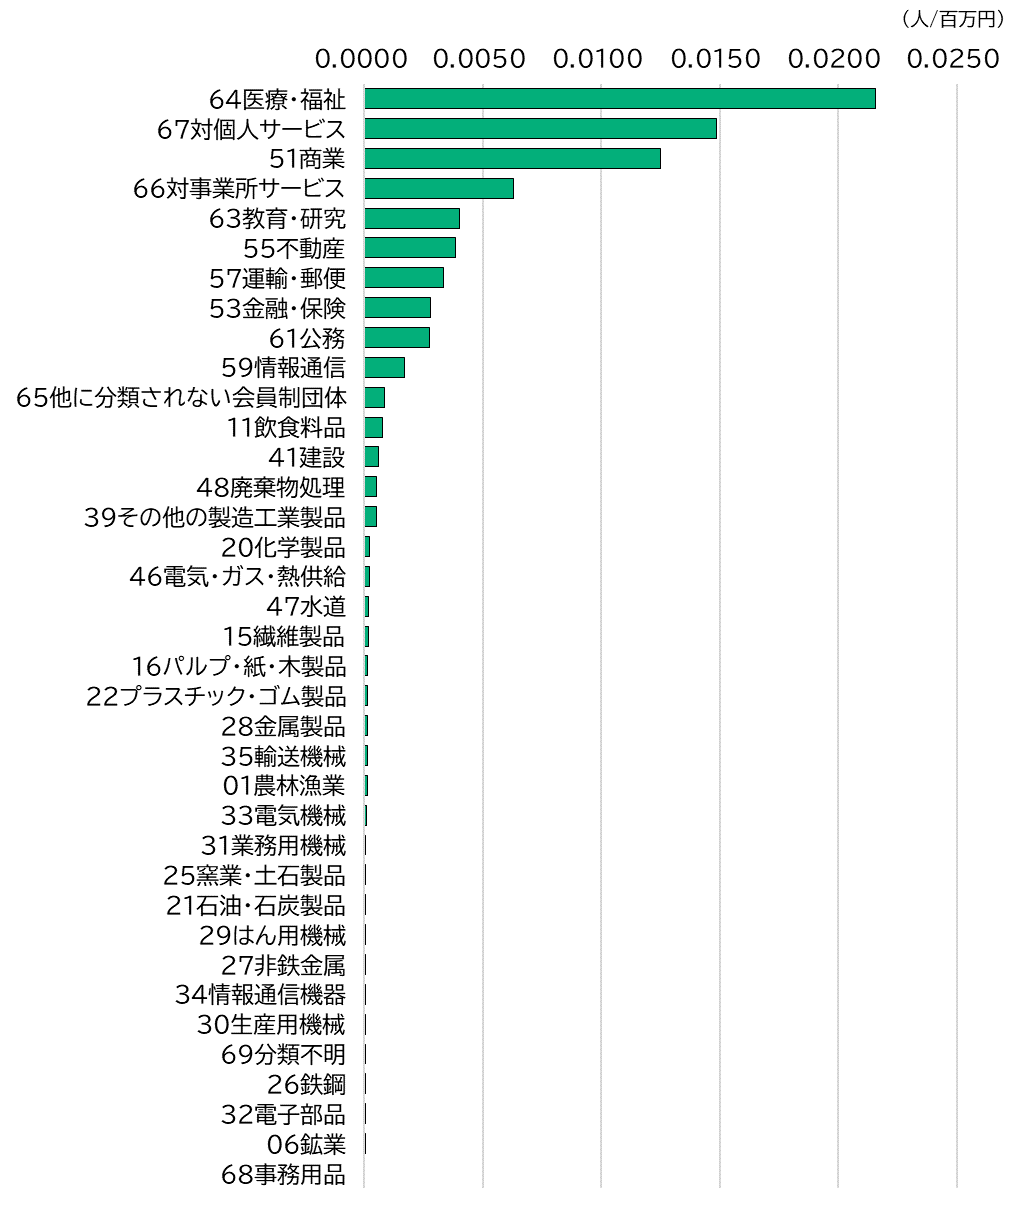 （人/百万円）
0.0000 0.0050 0.0100 0.0150 0.0200 0.0250
64医療・福祉
67対個人サービス
51商業
66対事業所サービス
63教育・研究
55不動産
57運輸・郵便
53金融・保険
61公務
59情報通信
65他に分類されない会員制団体
11飲食料品
41建設
48廃棄物処理
39その他の製造工業製品
20化学製品
46電気・ガス・熱供給
47水道
15繊維製品
16パルプ・紙・木製品
22プラスチック・ゴム製品
28金属製品
35輸送機械
01農林漁業
33電気機械
31業務用機械
25窯業・土石製品
21石油・石炭製品
29はん用機械
27非鉄金属
34情報通信機器
30生産用機械
69分類不明
26鉄鋼
32電子部品
06鉱業
68事務用品